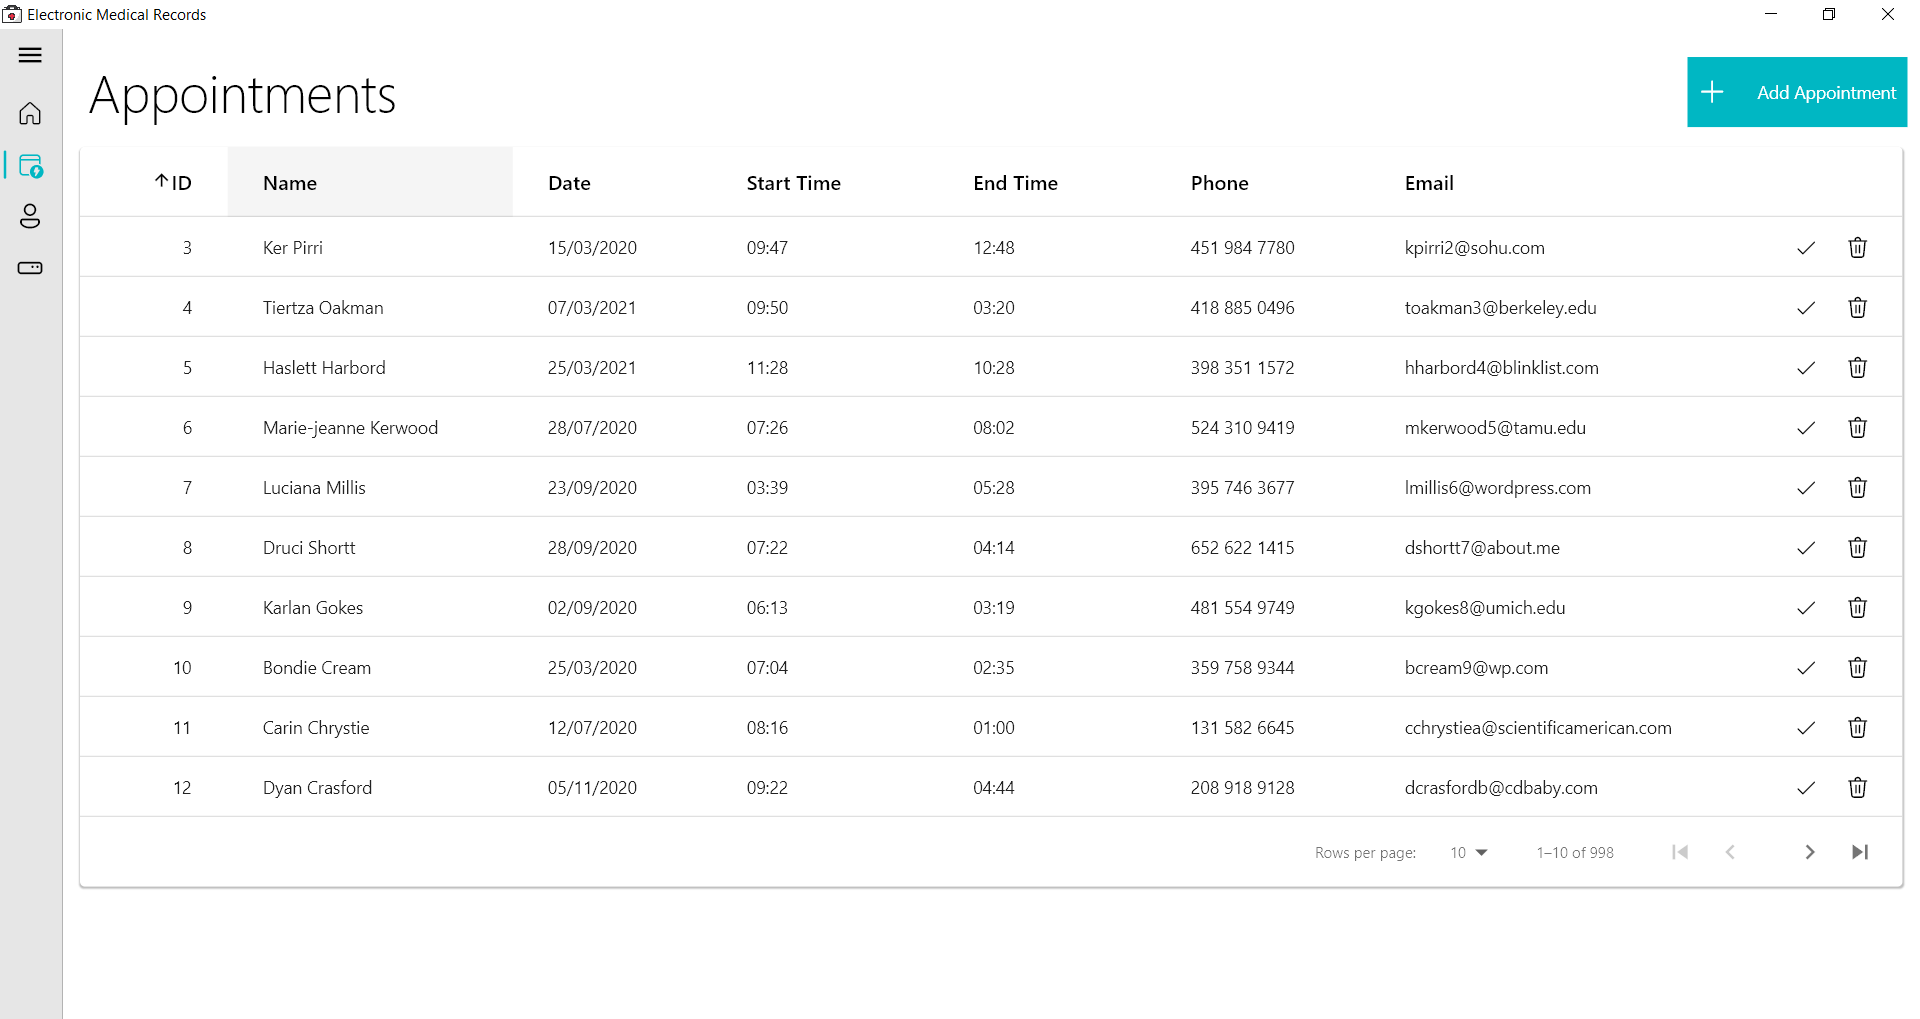 Electronic Medical Records
Appointments
Add Appointment
ID Name Date Start Time End Time Phone Email
3 Ker Pirri 15/03/2020 09:47 12:48 451 984 7780 kpirri2@sohu.com
4 Tiertza Oakman 07/03/2021 09:50 03:20 418 885 0496 toakman3@berkeley.edu
5 Haslett Harbord 25/03/2021 11:28 10:28 398 351 1572 hharbord4@blinklist.com
6 Marie-jeanne Kerwood 28/07/2020 07:26 08:02 524 310 9419 mkerwood5@tamu.edu
7 Luciana Millis 23/09/2020 03:39 05:28 395 746 3677 lmillis6@wordpress.com
8 Druci Shortt 28/09/2020 07:22 04:14 652 622 1415 dshortt7@about.me
9 Karlan Gokes 02/09/2020 06:13 03:19 481 554 9749 kgokes8@umich.edu
10 Bondie Cream 25/03/2020 07:04 02:35 359 758 9344 bcream9@wp.com
11 Carin Chrystie 12/07/2020 08:16 01:00 131 582 6645 cchrystiea@scientificamerican.com
12 Dyan Crasford 05/11/2020 09:22 04:44 208 918 9128 dcrasfordb@cdbaby.com
Rows per page: 10 1–10 of 998